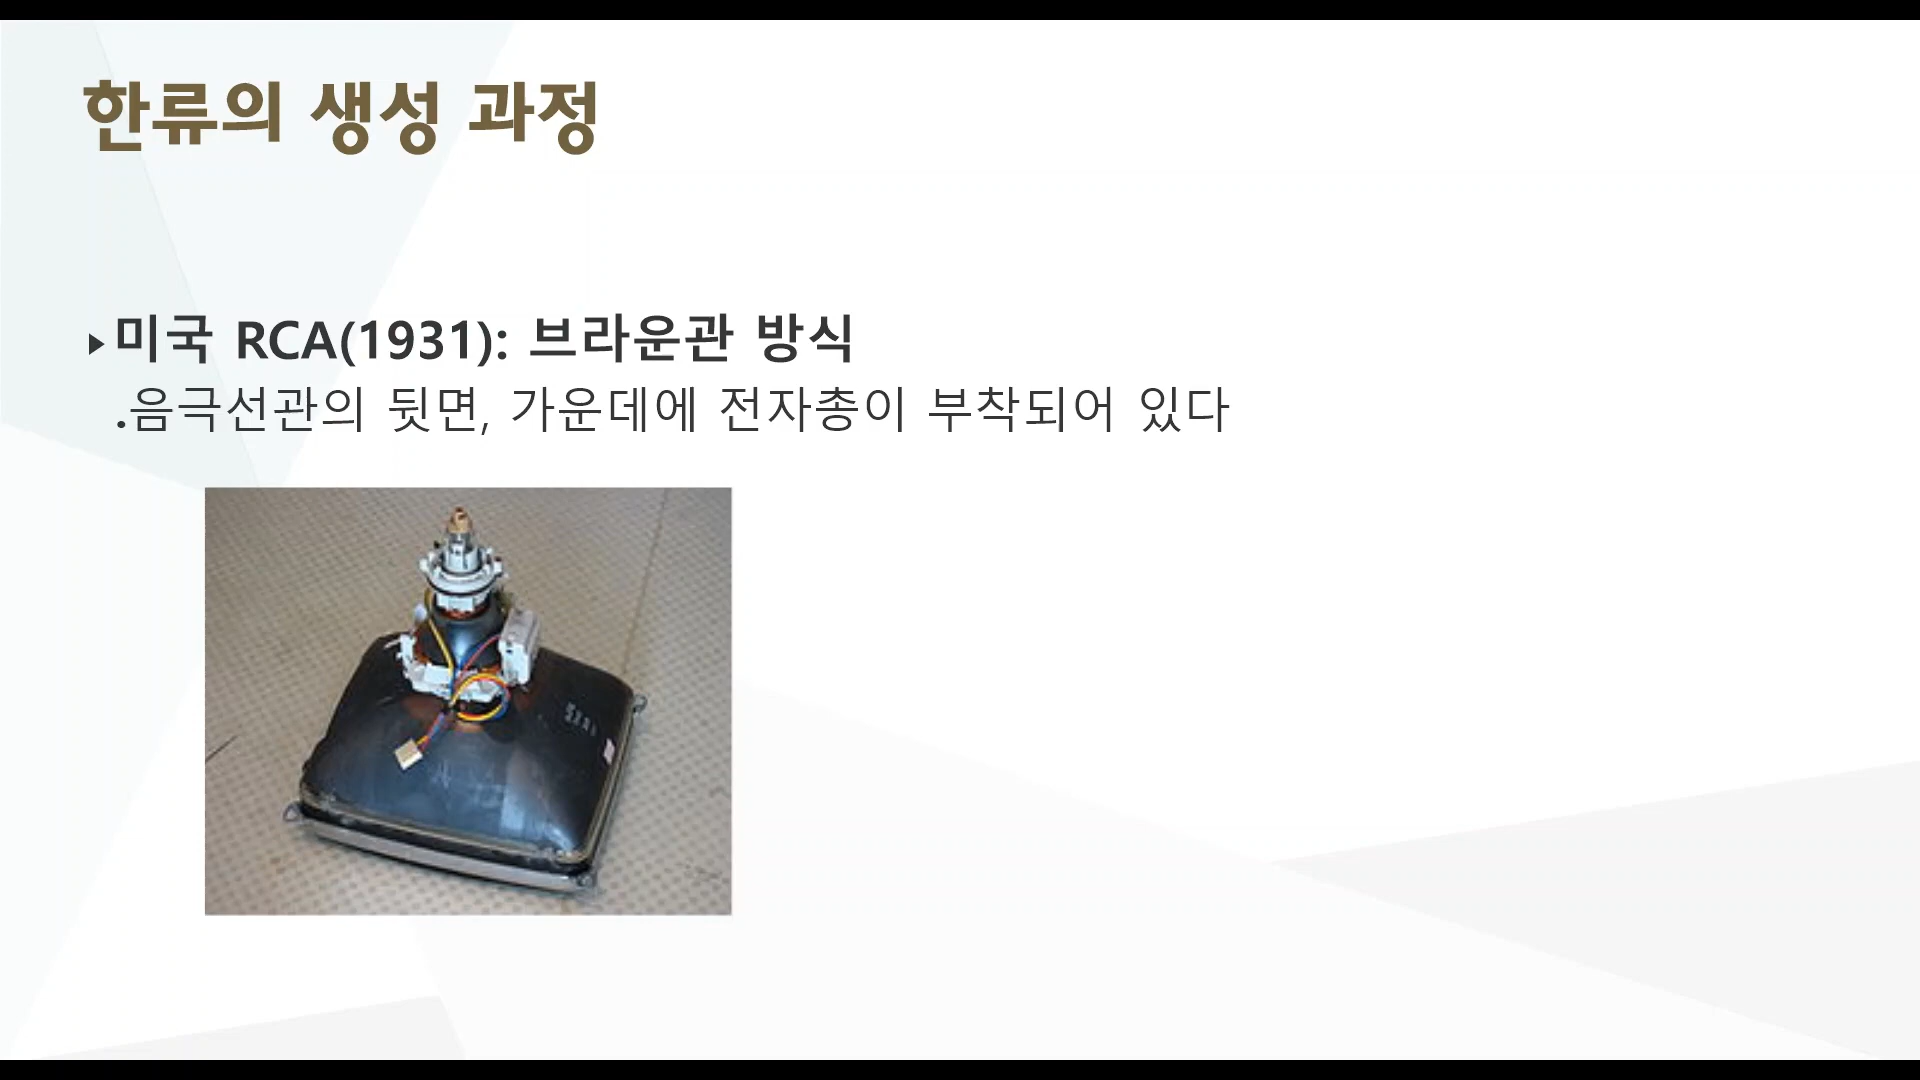 한류의 생성 과정
▸미국 RCA(1931): 브라운관 방식
.음극선관의 뒷면, 가운데에 전자총이 부착되어 있다